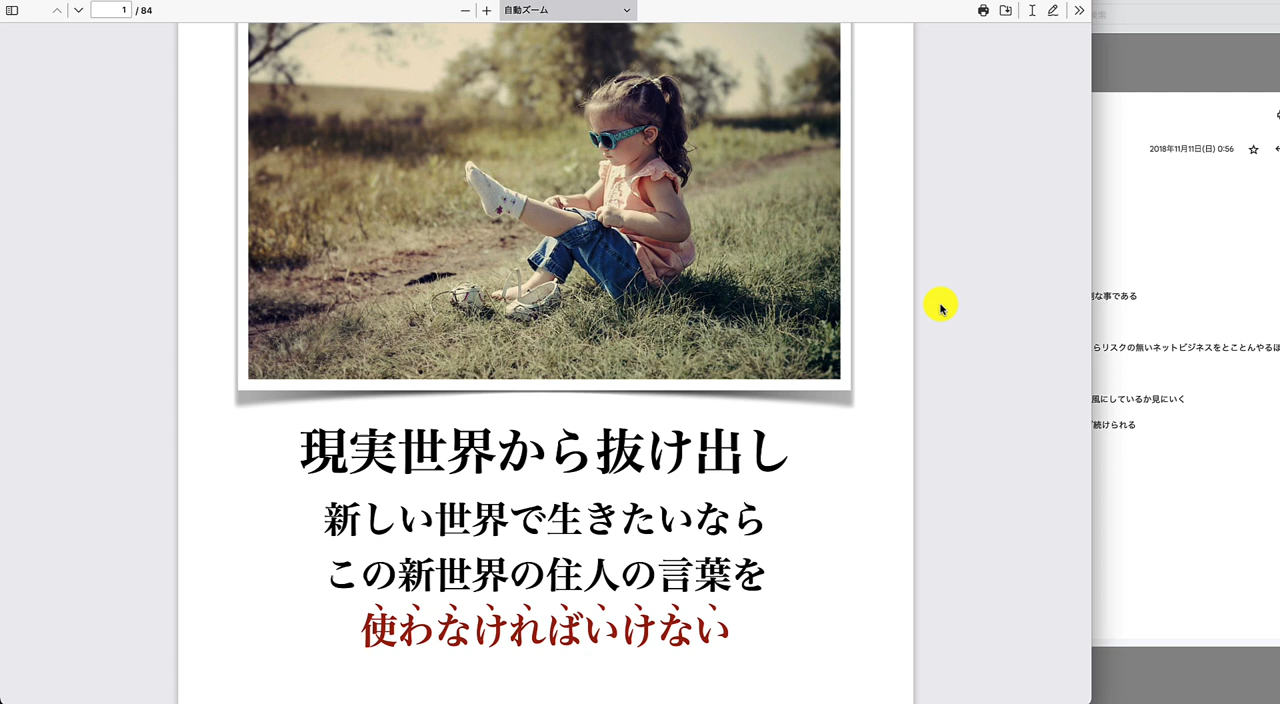 1 / 84
自動ズーム
検索
現実世界から抜け出し
新しい世界で生きたいなら
この新世界の住人の言葉を
使わなければいけない
2018年11月11日(日) 0:56
な事である
らリスクの無いネットビジネスをとことんやるほ
風にしているか見にいく
続けられる